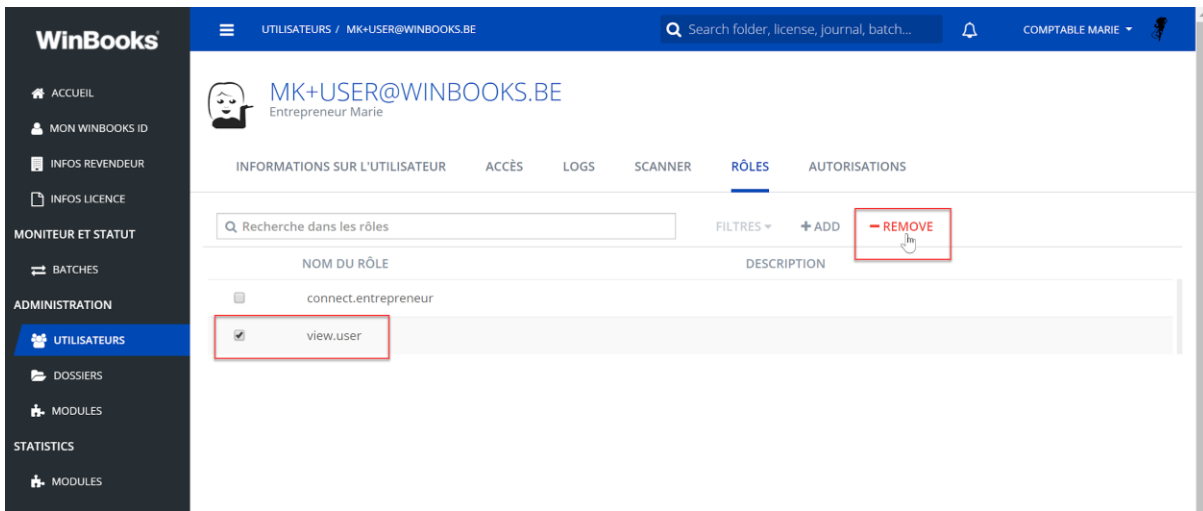 WinBooks
UTILISATEURS / MK+USER@WINBOOKS.BE
Search folder, license, journal, batch...
COMPTABLE MARIE
ACCUEIL
MON WINBOOKS ID
INFOS REVENDEUR
INFOS LICENCE
MONITEUR ET STATUT
BATCHES
ADMINISTRATION
UTILISATEURS
DOSSIERS
MODULES
STATISTICS
MODULES
MK+USER@WINBOOKS.BE
Entrepreneur Marie
INFORMATIONS SUR L'UTILISATEUR ACCÈS LOGS SCANNER RÔLES AUTORISATIONS
Recherche dans les rôles FILTRES + ADD − REMOVE
NOM DU RÔLE DESCRIPTION
connect.entrepreneur
view.user